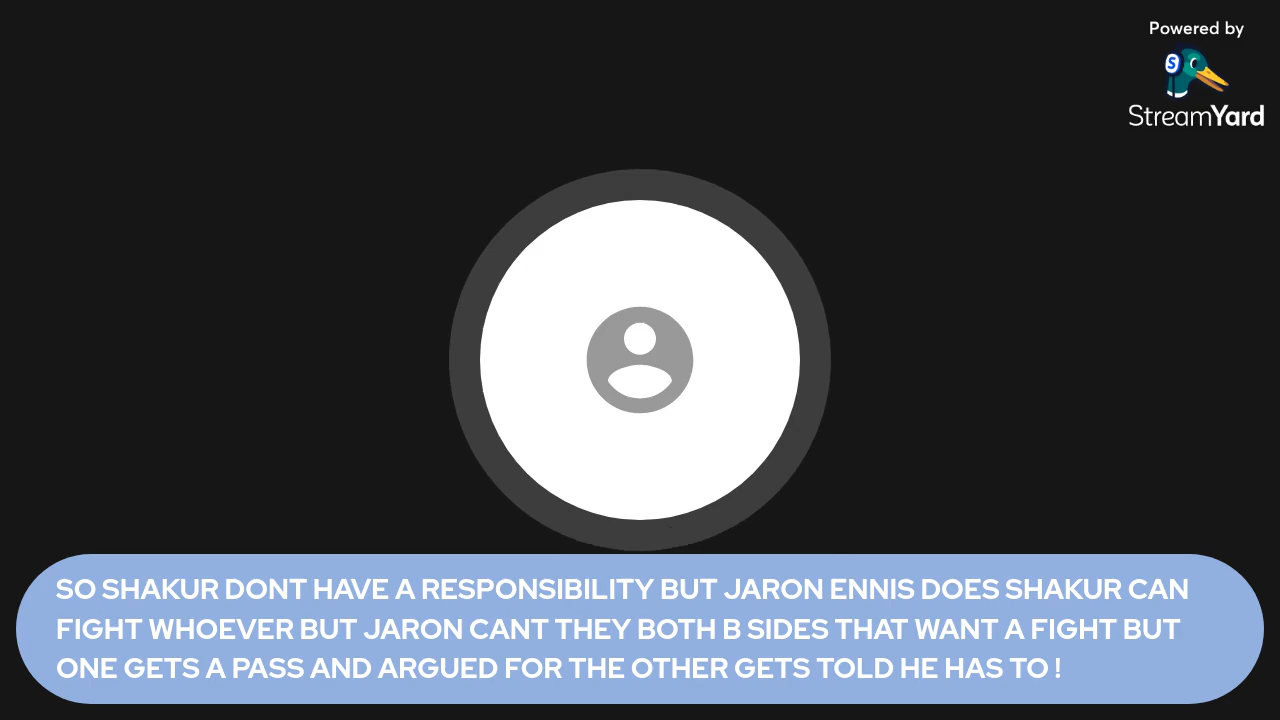 Powered by
S
StreamYard
SO SHAKUR DONT HAVE A RESPONSIBILITY BUT JARON ENNIS DOES SHAKUR CAN
FIGHT WHOEVER BUT JARON CANT THEY BOTH B SIDES THAT WANT A FIGHT BUT
ONE GETS A PASS AND ARGUED FOR THE OTHER GETS TOLD HE HAS TO !